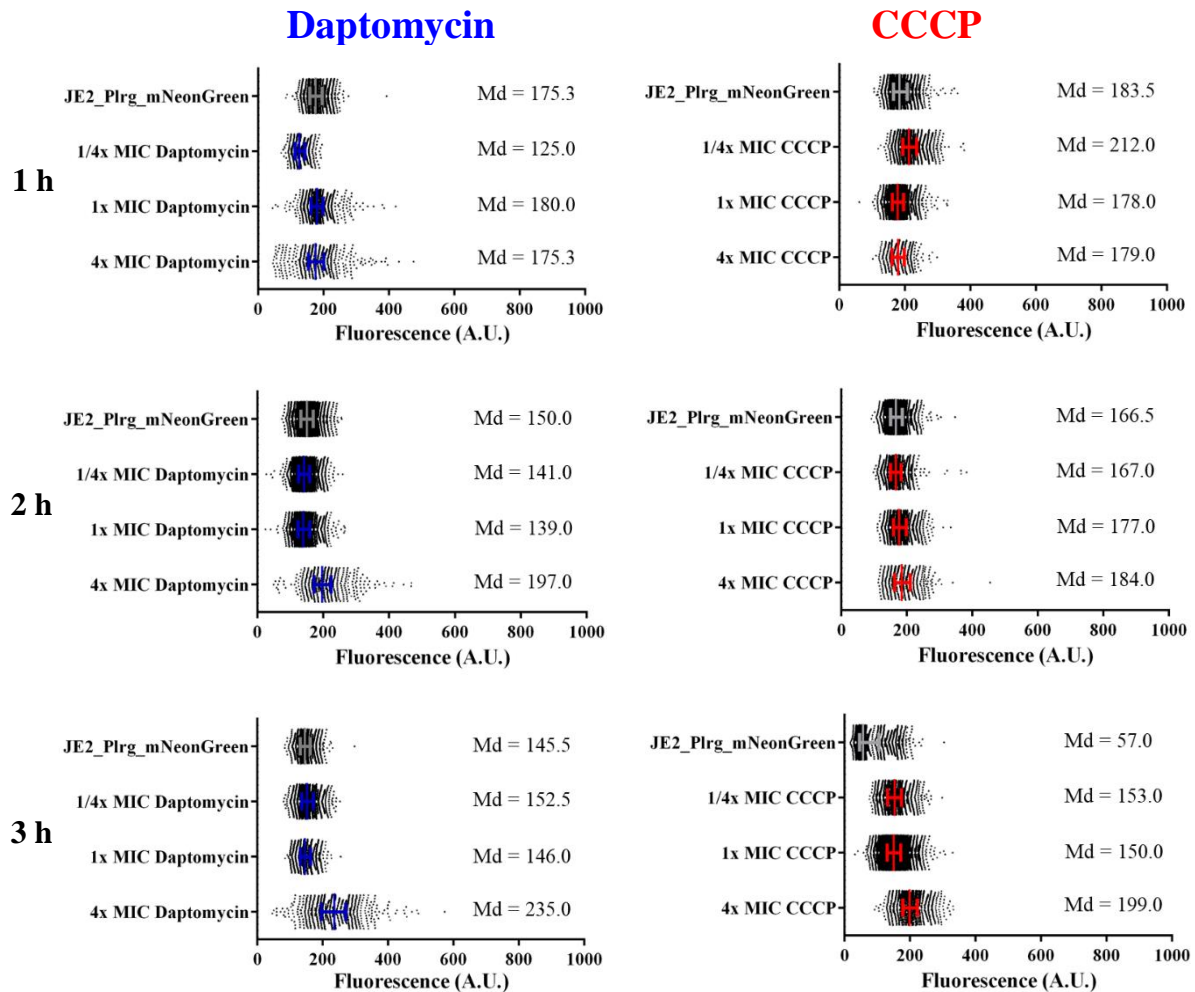 Daptomycin
CCCP
1 h
JE2_Plrg_mNeonGreen
Md = 175.3
1/4x MIC Daptomycin
Md = 125.0
1x MIC Daptomycin
Md = 180.0
4x MIC Daptomycin
Md = 175.3
0 200 400 600 800 1000
Fluorescence (A.U.)
JE2_Plrg_mNeonGreen
Md = 183.5
1/4x MIC CCCP
Md = 212.0
1x MIC CCCP
Md = 178.0
4x MIC CCCP
Md = 179.0
0 200 400 600 800 1000
Fluorescence (A.U.)
2 h
JE2_Plrg_mNeonGreen
Md = 150.0
1/4x MIC Daptomycin
Md = 141.0
1x MIC Daptomycin
Md = 139.0
4x MIC Daptomycin
Md = 197.0
0 200 400 600 800 1000
Fluorescence (A.U.)
JE2_Plrg_mNeonGreen
Md = 166.5
1/4x MIC CCCP
Md = 167.0
1x MIC CCCP
Md = 177.0
4x MIC CCCP
Md = 184.0
0 200 400 600 800 1000
Fluorescence (A.U.)
3 h
JE2_Plrg_mNeonGreen
Md = 145.5
1/4x MIC Daptomycin
Md = 152.5
1x MIC Daptomycin
Md = 146.0
4x MIC Daptomycin
Md = 235.0
0 200 400 600 800 1000
Fluorescence (A.U.)
JE2_Plrg_mNeonGreen
Md = 57.0
1/4x MIC CCCP
Md = 153.0
1x MIC CCCP
Md = 150.0
4x MIC CCCP
Md = 199.0
0 200 400 600 800 1000
Fluorescence (A.U.)